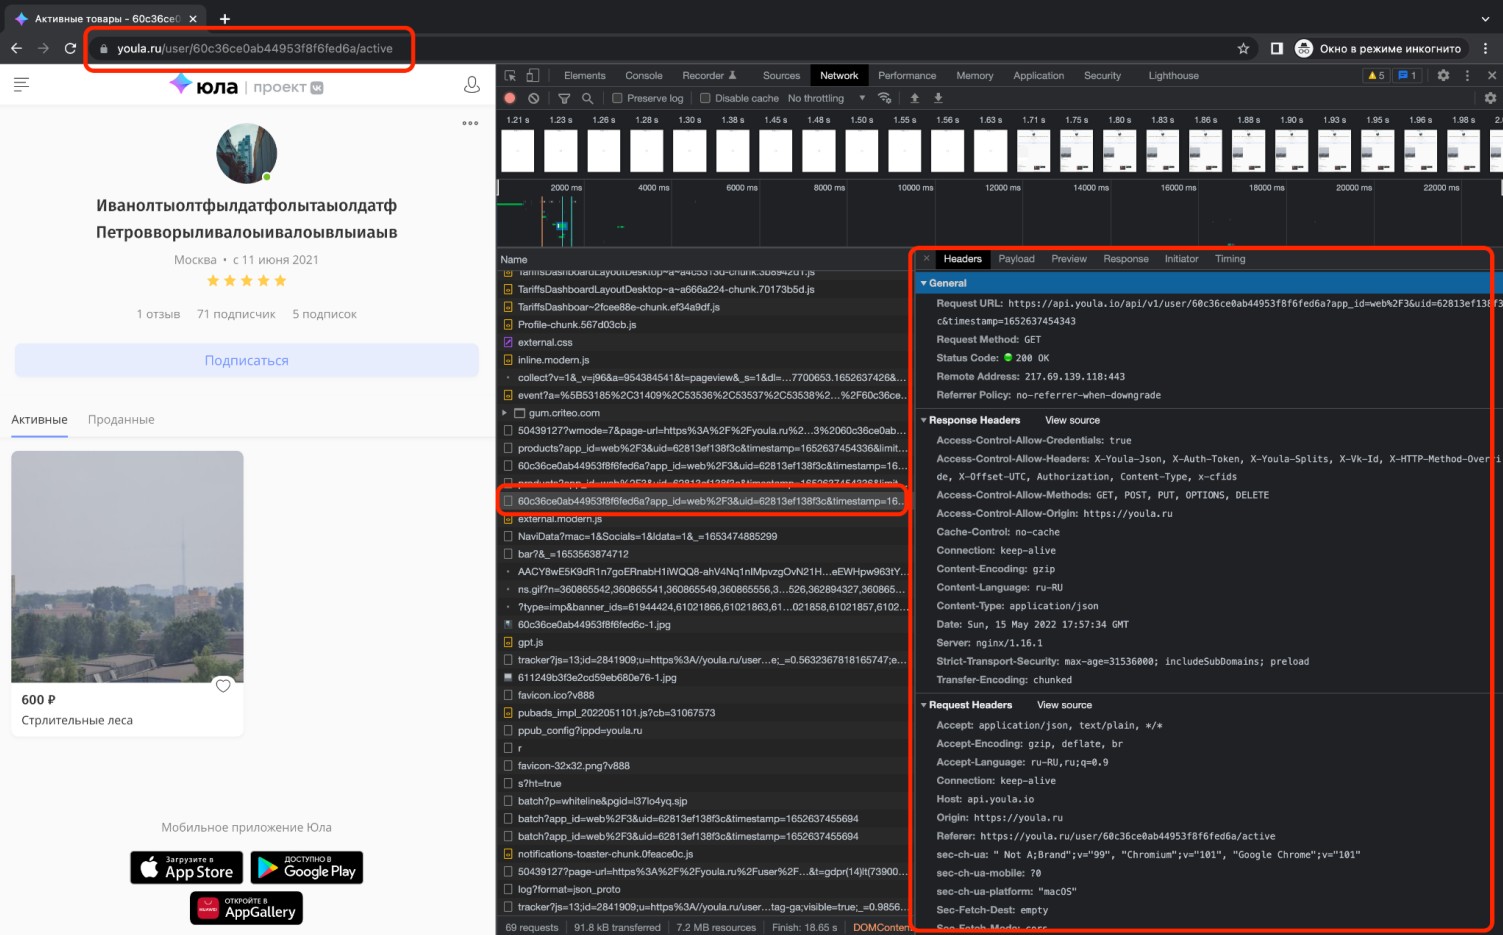 Активные товары - 60c36ce0
youla.ru/user/60c36ce0ab44953f8f6fed6a/active
Окно в режиме инкогнито
юла | проект
Иванолтыолтфылдатфолытаыолдатф
Петровворыливалоыивалоывлыиаыв
Москва • с 11 июня 2021
1 отзыв 71 подписчик 5 подписок
Подписаться
Активные Проданные
600 ₽
Стрлительные леса
Мобильное приложение Юла
Загрузите в
App Store
ДОСТУПНО В
Google Play
ОТКРОЙТЕ В
AppGallery
HUAWEI
Elements Console Recorder Sources Network Performance Memory Application Security Lighthouse 5 1
Preserve log Disable cache No throttling
1.21 s 1.23 s 1.26 s 1.28 s 1.30 s 1.38 s 1.45 s 1.48 s 1.50 s 1.55 s 1.56 s 1.63 s 1.71 s 1.75 s 1.80 s 1.83 s 1.86 s 1.88 s 1.90 s 1.93 s 1.95 s 1.96 s 1.98 s
2000 ms 4000 ms 6000 ms 8000 ms 10000 ms 12000 ms 14000 ms 16000 ms 18000 ms 20000 ms 22000 ms
Name
TariffsDashboardLayoutDesktop~a~a666a224-chunk.70173b5d.js
TariffsDashboar~2fcee88e-chunk.ef34a9df.js
Profile-chunk.567d03cb.js
external.css
inline.modern.js
collect?v=1&_v=j96&a=954384541&t=pageview&_s=1&dl=...7700653.1652637426&...
event?a=%5B53185%2C31409%2C53536%2C53537%2C53538%2...%2F60c36ce...
gum.criteo.com
50439127?wmode=7&page-url=https%3A%2F%2Fyoula.ru%2...3%2060c36ce0ab...
products?app_id=web%2F3&uid=62813ef138f3c&timestamp=1652637454336&limit...
60c36ce0ab44953f8f6fed6a?app_id=web%2F3&uid=62813ef138f3c&timestamp=16...
products?app_id=web%2F3&uid=62813ef138f3c&timestamp=1652637454336&limit...
60c36ce0ab44953f8f6fed6a?app_id=web%2F3&uid=62813ef138f3c&timestamp=16...
external.modern.js
NaviData?mac=1&Socials=1&ldata=1&_=1653474885299
bar?&_=1653563874712
AACY8wE5K9dR1n7goERnabH1iWQQ8-ahV4Nq1nIMpvzgOvN21H...eEWHpw963tY...
ns.gif?n=360865542,360865541,360865549,360865556,3...526,362894327,360865...
?type=imp&banner_ids=61944424,61021866,61021863,61...021858,61021857,6102...
60c36ce0ab44953f8f6fed6c-1.jpg
gpt.js
tracker?js=13;id=2841909;u=https%3A//youla.ru/user...e;_=0.5632367818165747;e...
611249b3f3e2cd59eb680e76-1.jpg
favicon.ico?v888
pubads_impl_2022051101.js?cb=31067573
ppub_config?ippd=youla.ru
r
favicon-32x32.png?v888
s?ht=true
batch?p=whiteline&pgid=l37lo4yq.sjp
batch?app_id=web%2F3&uid=62813ef138f3c&timestamp=1652637455694
batch?app_id=web%2F3&uid=62813ef138f3c&timestamp=1652637455694
notifications-toaster-chunk.0feace0c.js
50439127?page-url=https%3A%2F%2Fyoula.ru%2Fuser%2F...&t=gdpr(14)lt(73900...
log?format=json_proto
tracker?js=13;id=2841909;u=https%3A//youla.ru/user...tag-ga;visible=true;_=0.9856...
69 requests 91.8 kB transferred 7.2 MB resources Finish: 18.65 s DOMConten
Headers Payload Preview Response Initiator Timing
General
Request URL: https://api.youla.io/api/v1/user/60c36ce0ab44953f8f6fed6a?app_id=web%2F3&uid=62813ef138f3
c&timestamp=1652637454343
Request Method: GET
Status Code: 200 OK
Remote Address: 217.69.139.118:443
Referrer Policy: no-referrer-when-downgrade
Response Headers View source
Access-Control-Allow-Credentials: true
Access-Control-Allow-Headers: X-Youla-Json, X-Auth-Token, X-Youla-Splits, X-Vk-Id, X-HTTP-Method-Overri
de, X-Offset-UTC, Authorization, Content-Type, x-cfids
Access-Control-Allow-Methods: GET, POST, PUT, OPTIONS, DELETE
Access-Control-Allow-Origin: https://youla.ru
Cache-Control: no-cache
Connection: keep-alive
Content-Encoding: gzip
Content-Language: ru-RU
Content-Type: application/json
Date: Sun, 15 May 2022 17:57:34 GMT
Server: nginx/1.16.1
Strict-Transport-Security: max-age=31536000; includeSubDomains; preload
Transfer-Encoding: chunked
Request Headers View source
Accept: application/json, text/plain, */*
Accept-Encoding: gzip, deflate, br
Accept-Language: ru-RU,ru;q=0.9
Connection: keep-alive
Host: api.youla.io
Origin: https://youla.ru
Referer: https://youla.ru/user/60c36ce0ab44953f8f6fed6a/active
sec-ch-ua: " Not A;Brand";v="99", "Chromium";v="101", "Google Chrome";v="101"
sec-ch-ua-mobile: ?0
sec-ch-ua-platform: "macOS"
Sec-Fetch-Dest: empty
Sec-Fetch-Mode: cors